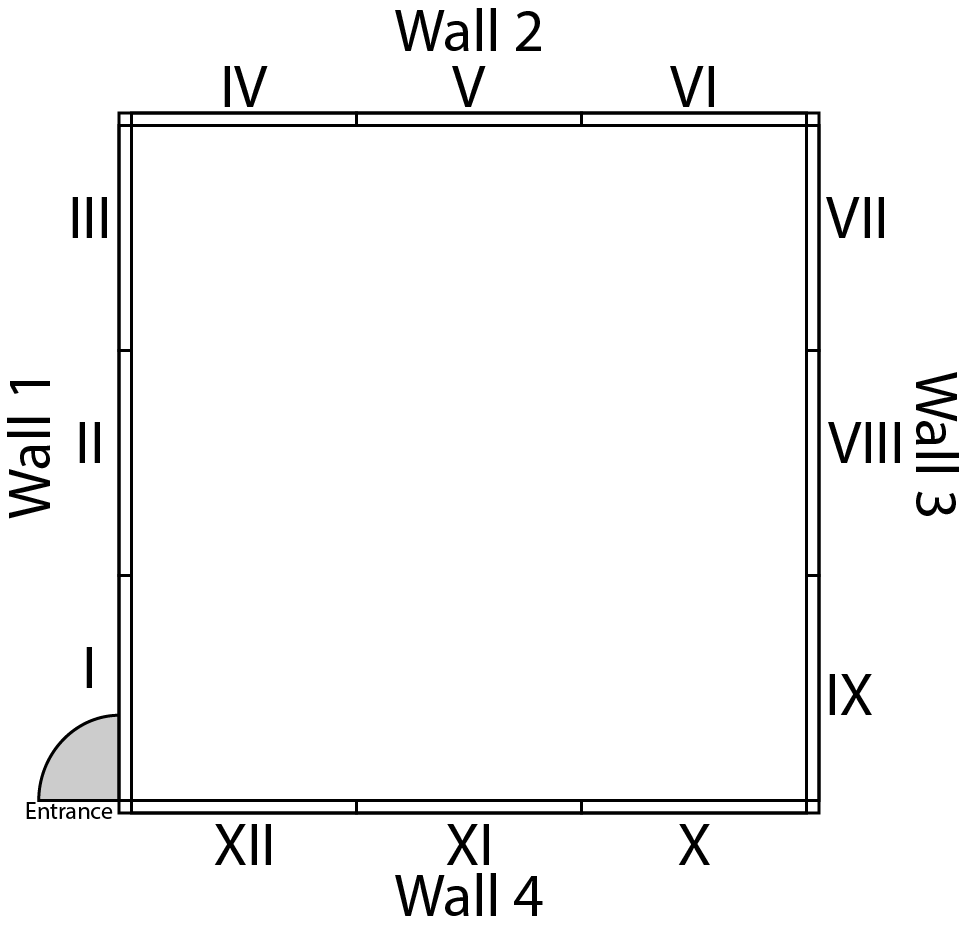 Wall 2
IV V VI
III VII
Wall 1
II VIII
Wall 3
I IX
Entrance
XII XI X
Wall 4